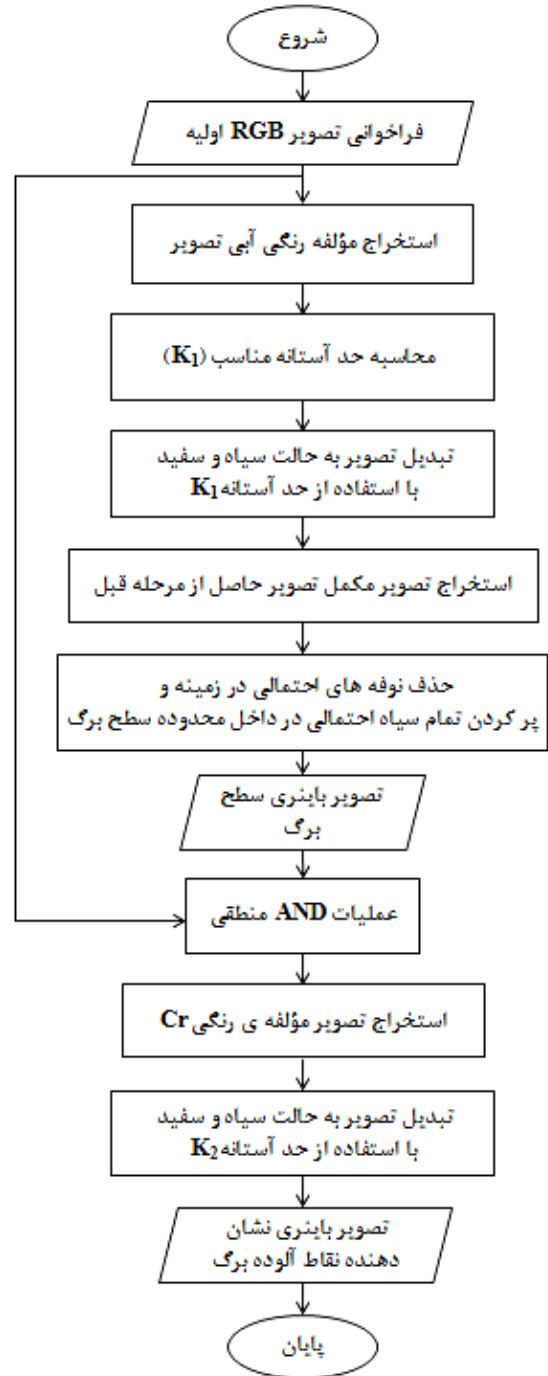 شروع
فراخوانی تصویر RGB اولیه
استخراج مؤلفه رنگی آبی تصویر
محاسبه حد آستانه مناسب (K₁)
تبدیل تصویر به حالت سیاه و سفید
با استفاده از حد آستانه K₁
استخراج تصویر مکمل تصویر حاصل از مرحله قبل
حذف نوفه های احتمالی در زمینه و
پر کردن تمام سیاه احتمالی در داخل محدوده سطح برگ
تصویر باینری سطح
برگ
عملیات AND منطقی
استخراج تصویر مؤلفه ی رنگی Cr
تبدیل تصویر به حالت سیاه و سفید
با استفاده از حد آستانه K₂
تصویر باینری نشان
دهنده نقاط آلوده برگ
پایان